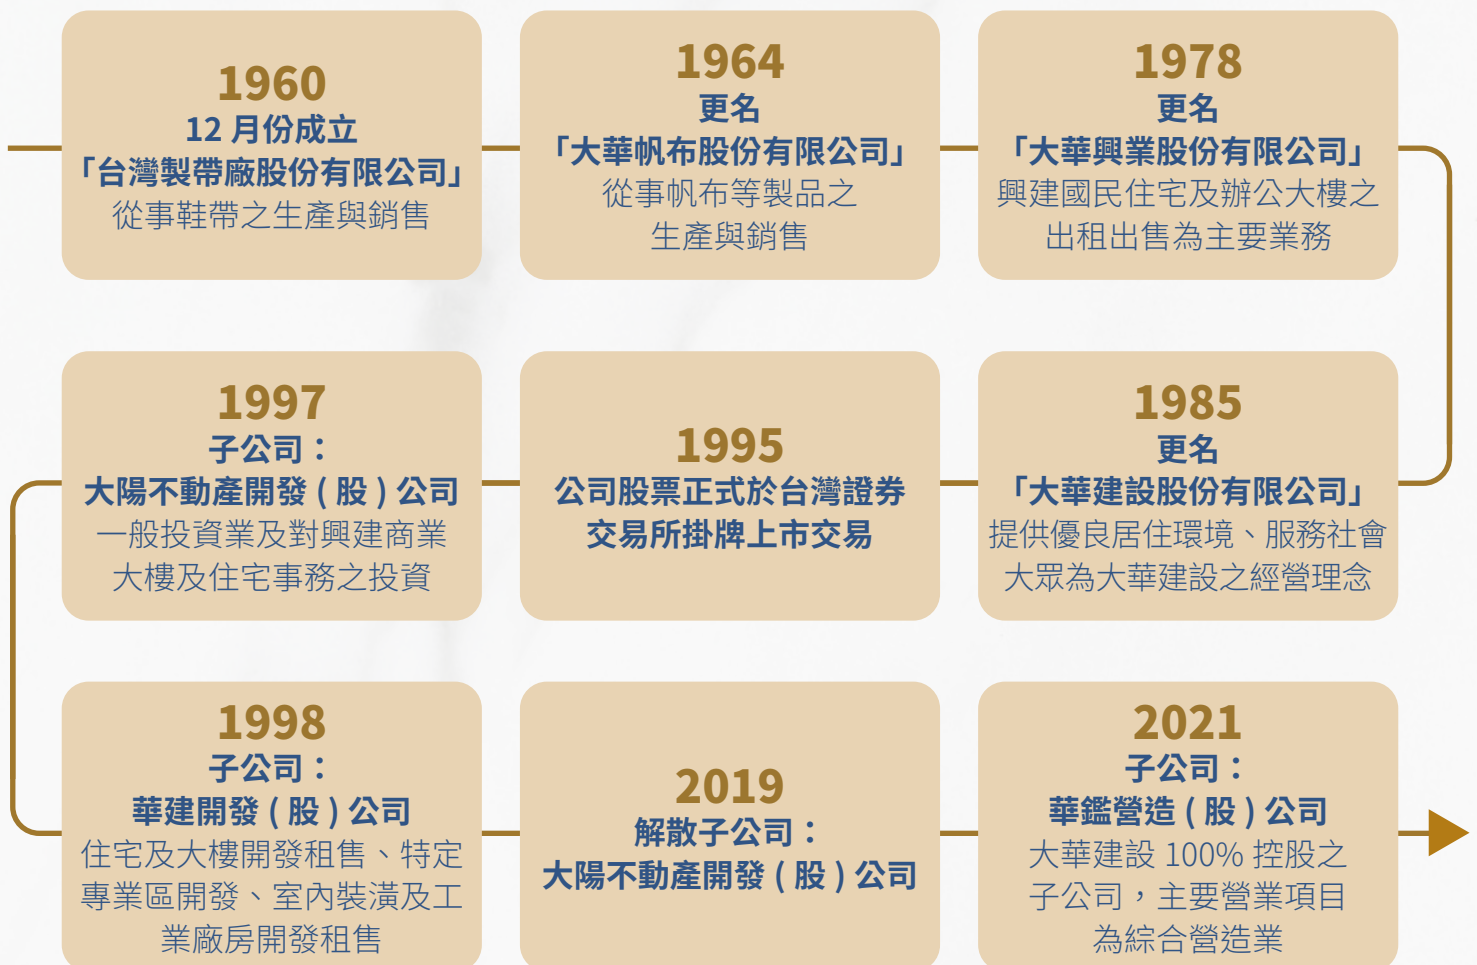 1960
12 月份成立
「台灣製帶廠股份有限公司」
從事鞋帶之生產與銷售
1964
更名
「大華帆布股份有限公司」
從事帆布等製品之
生產與銷售
1978
更名
「大華興業股份有限公司」
興建國民住宅及辦公大樓之
出租出售為主要業務
1985
更名
「大華建設股份有限公司」
提供優良居住環境、服務社會
大眾為大華建設之經營理念
1995
公司股票正式於台灣證券
交易所掛牌上市交易
1997
子公司：
大陽不動產開發 ( 股 ) 公司
一般投資業及對興建商業
大樓及住宅事務之投資
1998
子公司：
華建開發 ( 股 ) 公司
住宅及大樓開發租售、特定
專業區開發、室內裝潢及工
業廠房開發租售
2019
解散子公司：
大陽不動產開發 ( 股 ) 公司
2021
子公司：
華鑑營造 ( 股 ) 公司
大華建設 100% 控股之
子公司，主要營業項目
為綜合營造業